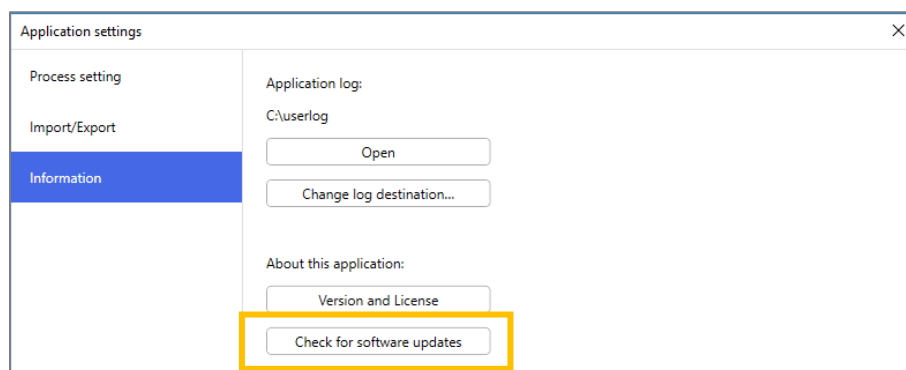 Application settings
Process setting
Import/Export
Information
Application log:
C:\userlog
Open
Change log destination...
About this application:
Version and License
Check for software updates